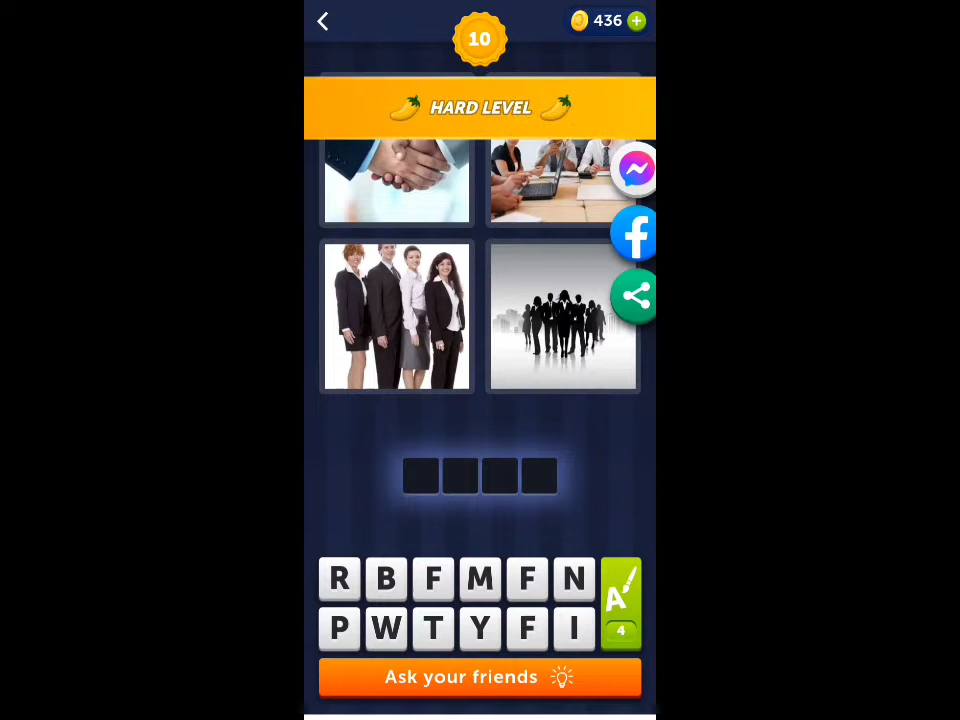 10
436 +
HARD LEVEL
R B F M F N
A
P W T Y F I
4
Ask your friends